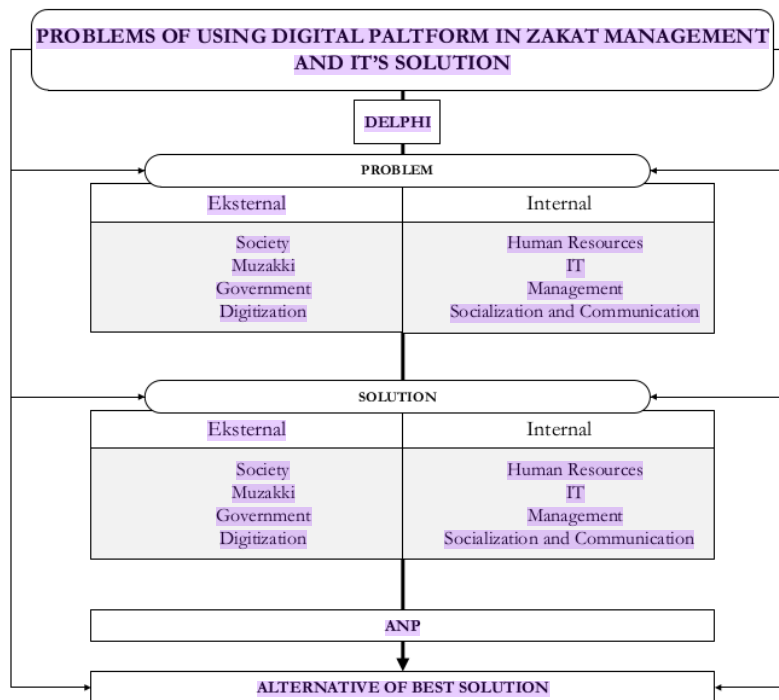 PROBLEMS OF USING DIGITAL PALTFORM IN ZAKAT MANAGEMENT
AND IT'S SOLUTION
DELPHI
PROBLEM
Eksternal
Internal
Society
Muzakki
Government
Digitization
Human Resources
IT
Management
Socialization and Communication
SOLUTION
Eksternal
Internal
Society
Muzakki
Government
Digitization
Human Resources
IT
Management
Socialization and Communication
ANP
ALTERNATIVE OF BEST SOLUTION